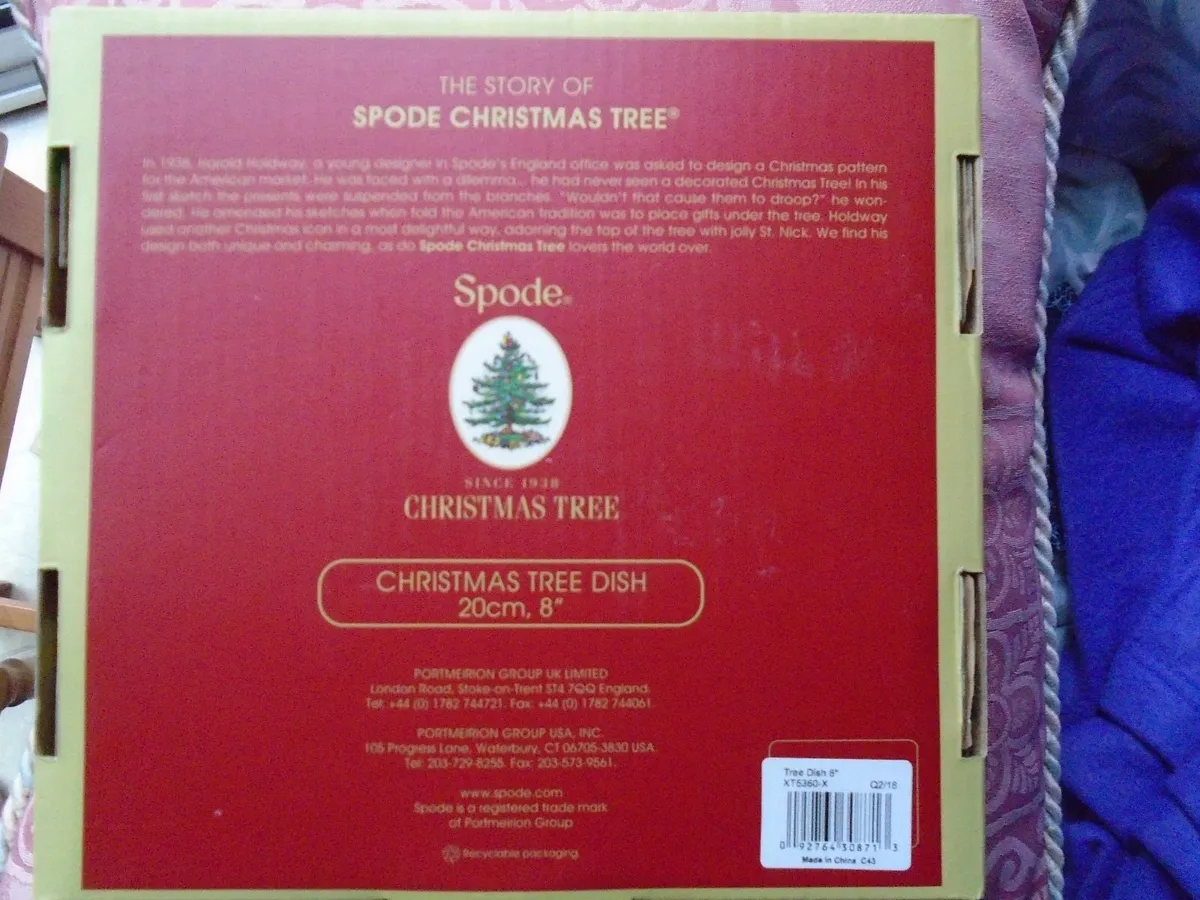 THE STORY OF
SPODE CHRISTMAS TREE®
In 1938, Harold Holdway, a young designer in Spode's England office was asked to design a Christmas pattern
for the American market. He was faced with a dilemma... he had never seen a decorated Christmas Tree! In his
first sketch the presents were suspended from the branches. "Wouldn't that cause them to droop?" he won-
dered. He amended his sketches when told the American tradition was to place gifts under the tree. Holdway
used another Christmas icon in a most delightful way, adorning the top of the tree with jolly St. Nick. We find his
design both unique and charming, as do Spode Christmas Tree lovers the world over.
Spode®
SINCE 1938
CHRISTMAS TREE
CHRISTMAS TREE DISH
20cm, 8"
PORTMEIRION GROUP UK LIMITED
London Road, Stoke-on-Trent ST4 7QQ England.
Tel: +44 (0) 1782 744721. Fax: +44 (0) 1782 744061.
PORTMEIRION GROUP USA, INC.
105 Progress Lane, Waterbury, CT 06705-3830 USA.
Tel: 203-729-8255. Fax: 203-573-9561.
www.spode.com
Spode is a registered trade mark
of Portmeirion Group
Recyclable packaging
Tree Dish 8"
XT6360-X Q2/18
0 92764 30871 3
Made in China C43